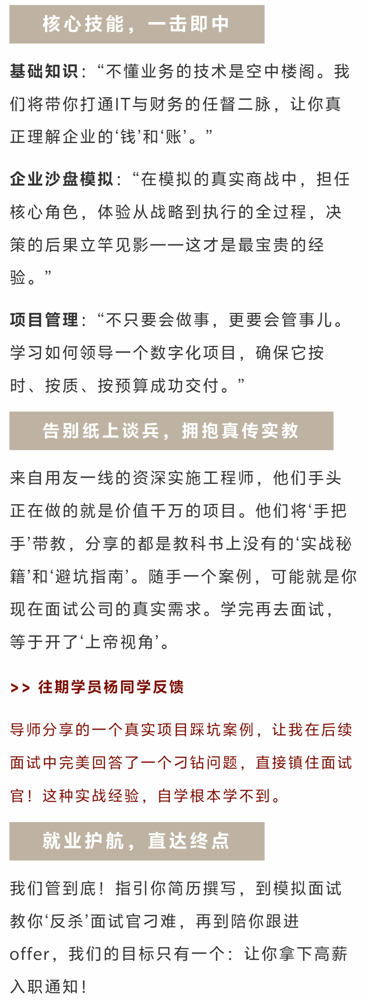 核心技能，一击即中
基础知识：“不懂业务的技术是空中楼阁。我
们将带你打通IT与财务的任督二脉，让你真
正理解企业的‘钱’和‘账’。”
企业沙盘模拟：“在模拟的真实商战中，担任
核心角色，体验从战略到执行的全过程，决
策的后果立竿见影——这才是最宝贵的经
验。”
项目管理：“不只要会做事，更要会管事儿。
学习如何领导一个数字化项目，确保它按
时、按质、按预算成功交付。”
告别纸上谈兵，拥抱真传实教
来自用友一线的资深实施工程师，他们手头
正在做的就是价值千万的项目。他们将‘手把
手’带教，分享的都是教科书上没有的‘实战秘
籍’和‘避坑指南’。随手一个案例，可能就是你
现在面试公司的真实需求。学完再去面试，
等于开了‘上帝视角’。
>> 往期学员杨同学反馈
导师分享的一个真实项目踩坑案例，让我在后续
面试中完美回答了一个刁钻问题，直接镇住面试
官！这种实战经验，自学根本学不到。
就业护航，直达终点
我们管到底！指引你简历撰写，到模拟面试
教你‘反杀’面试官刁难，再到陪你跟进
offer，我们的目标只有一个：让你拿下高薪
入职通知！